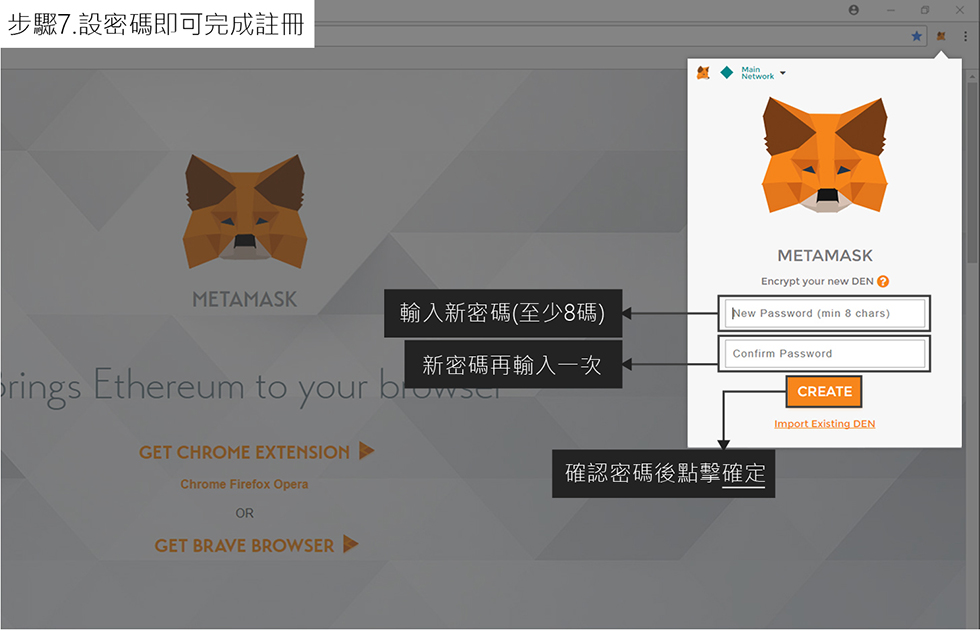 步驟7.設密碼即可完成註冊
Main
Network
METAMASK
Encrypt your new DEN ?
New Password (min 8 chars)
Confirm Password
CREATE
Import Existing DEN
輸入新密碼(至少8碼)
新密碼再輸入一次
確認密碼後點擊確定
METAMASK
brings Ethereum to your browser
GET CHROME EXTENSION
Chrome Firefox Opera
OR
GET BRAVE BROWSER